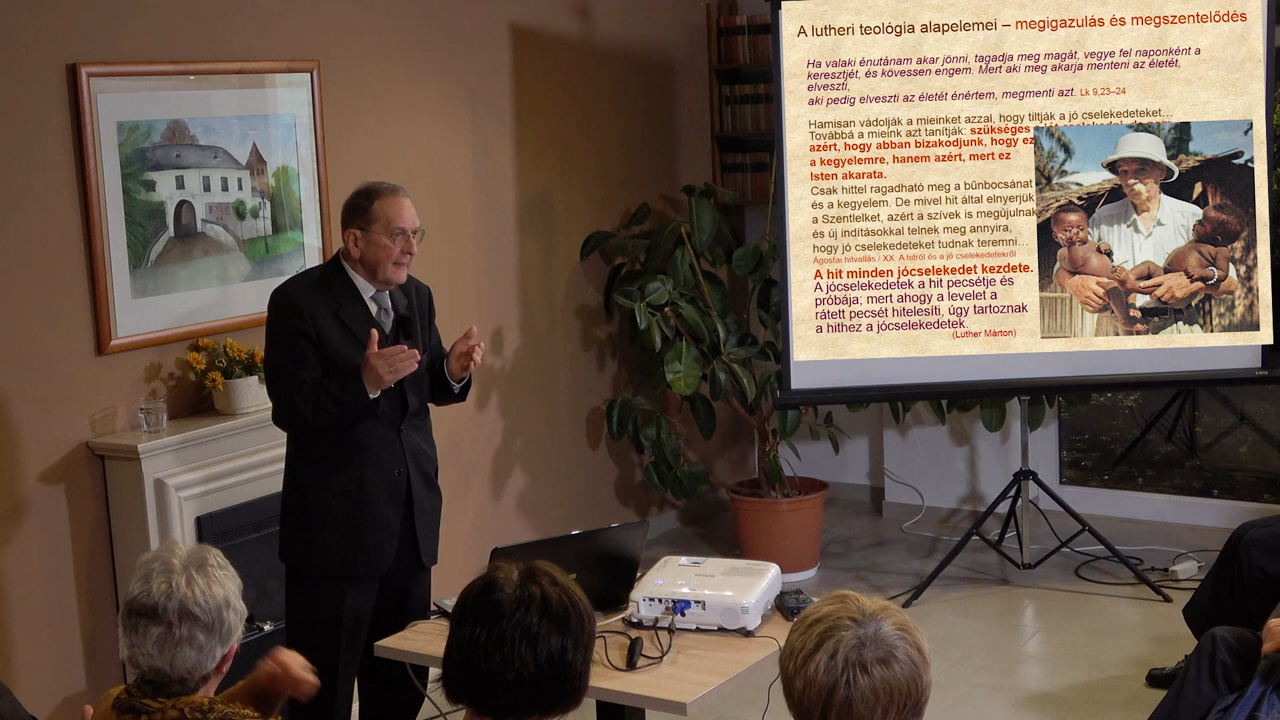 A lutheri teológia alapelemei – megigazulás és megszentelődés
Ha valaki énutánam akar jönni, tagadja meg magát, vegye fel naponként a
keresztjét, és kövessen engem. Mert aki meg akarja menteni az életét,
elveszti,
aki pedig elveszti az életét énértem, megmenti azt. Lk 9,23–24
Hamisan vádolják a mieinket azzal, hogy tiltják a jó cselekedeteket…
Továbbá a mieink azt tanítják: szükséges
azért, hogy abban bizakodjunk, hogy ez
a kegyelemre, hanem azért, mert ez
Isten akarata.
Csak hittel ragadható meg a bűnbocsánat
és a kegyelem. De mivel hit által elnyerjük
a Szentlelket, azért a szívek is megújulnak
és új indításokkal telnek meg annyira,
hogy jó cselekedeteket tudnak teremni…
Ágostai hitvallás / XX. A hitről és a jó cselekedetekről
A hit minden jócselekedet kezdete.
A jócselekedetek a hit pecsétje és
próbája; mert ahogy a levelet a
rátett pecsét hitelesíti, úgy tartoznak
a hithez a jócselekedetek.
(Luther Márton)